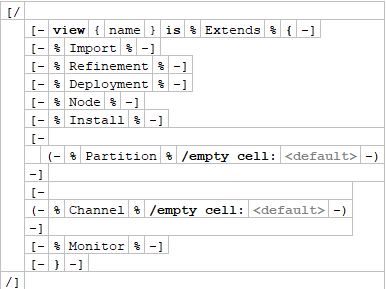 [/
[- view { name } is % Extends % { -]
[- % Import % -]
[- % Refinement % -]
[- % Deployment % -]
[- % Node % -]
[- % Install % -]
[-
(- % Partition % /empty cell: <default> -)
-]
[-
(- % Channel % /empty cell: <default> -)
-]
[- % Monitor % -]
[- } -]
/]